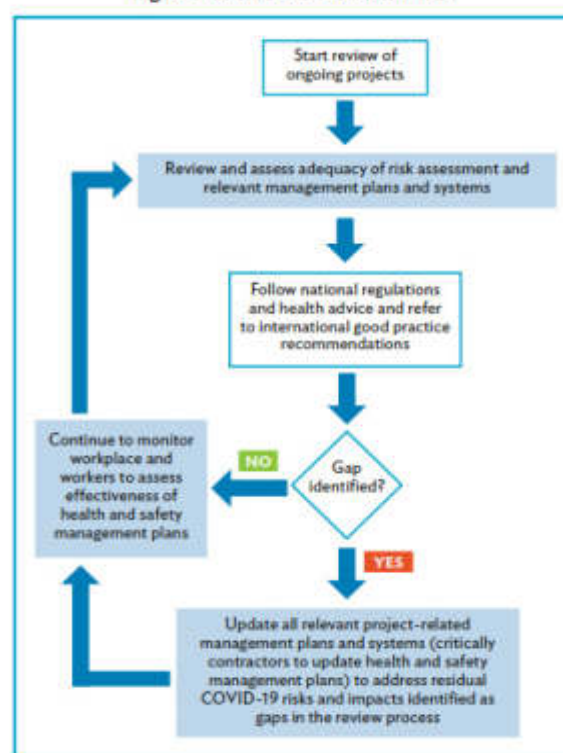 Start review of
ongoing projects
Review and assess adequacy of risk assessment and
relevant management plans and systems
Follow national regulations
and health advice and refer
to international good practice
recommendations
Gap
identified?
NO
Continue to monitor
workplace and
workers to assess
effectiveness of
health and safety
management plans
YES
Update all relevant project-related
management plans and systems (critically
contractors to update health and safety
management plans) to address residual
COVID-19 risks and impacts identified as
gaps in the review process